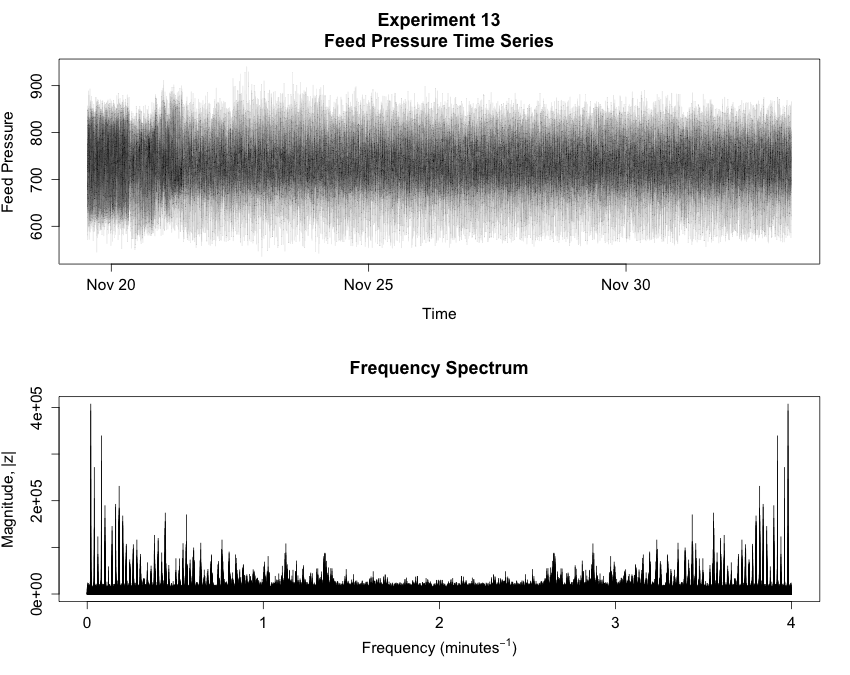 Experiment 13
Feed Pressure Time Series
Feed Pressure
900
800
700
600
Nov 20 Nov 25 Nov 30
Time
Frequency Spectrum
Magnitude, |z|
4e+05
2e+05
0e+00
0 1 2 3 4
Frequency (minutes⁻¹)